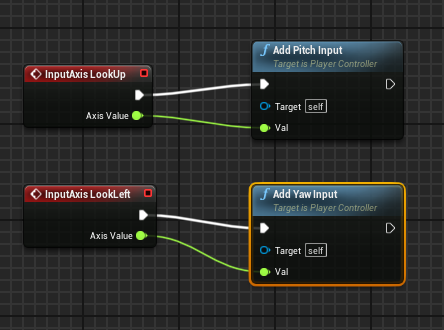 Add Pitch Input
Target is Player Controller
InputAxis LookUp
Target self
Axis Value
Val
InputAxis LookLeft
Add Yaw Input
Target is Player Controller
Axis Value
Target self
Val